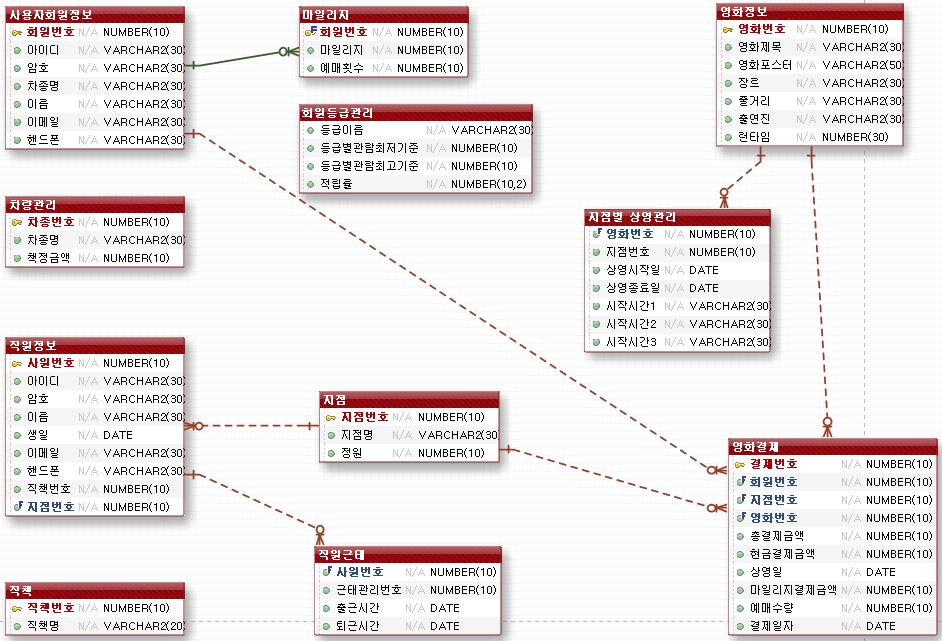 사용자회원정보
회원번호 N/A NUMBER(10)
아이디 N/A VARCHAR2(30)
암호 N/A VARCHAR2(30)
차종명 N/A VARCHAR2(30)
이름 N/A VARCHAR2(30)
이메일 N/A VARCHAR2(30)
핸드폰 N/A VARCHAR2(30)
마일리지
회원번호 N/A NUMBER(10)
마일리지 N/A NUMBER(10)
예매횟수 N/A NUMBER(10)
영화정보
영화번호 N/A NUMBER(10)
영화제목 N/A VARCHAR2(30)
영화포스터 N/A VARCHAR2(50)
장르 N/A VARCHAR2(30)
줄거리 N/A VARCHAR2(30)
출연진 N/A VARCHAR2(30)
런타임 N/A NUMBER(30)
회원등급관리
등급이름 N/A VARCHAR2(30)
등급별관람최저기준 N/A NUMBER(10)
등급별관람최고기준 N/A NUMBER(10)
적립률 N/A NUMBER(10,2)
차량관리
차종번호 N/A NUMBER(10)
차종명 N/A VARCHAR2(30)
책정금액 N/A NUMBER(10)
지점별 상영관리
영화번호 N/A NUMBER(10)
지점번호 N/A NUMBER(10)
상영시작일 N/A DATE
상영종료일 N/A DATE
시작시간1 N/A VARCHAR2(30)
시작시간2 N/A VARCHAR2(30)
시작시간3 N/A VARCHAR2(30)
직원정보
사원번호 N/A NUMBER(10)
아이디 N/A VARCHAR2(30)
암호 N/A VARCHAR2(30)
이름 N/A VARCHAR2(30)
생일 N/A DATE
이메일 N/A VARCHAR2(30)
핸드폰 N/A VARCHAR2(30)
직책번호 N/A NUMBER(10)
지점번호 N/A NUMBER(10)
지점
지점번호 N/A NUMBER(10)
지점명 N/A VARCHAR2(30)
정원 N/A NUMBER(10)
영화결제
결제번호 N/A NUMBER(10)
회원번호 N/A NUMBER(10)
지점번호 N/A NUMBER(10)
영화번호 N/A NUMBER(10)
총결제금액 N/A NUMBER(10)
현금결제금액 N/A NUMBER(10)
상영일 N/A DATE
마일리지결제금액 N/A NUMBER(10)
예매수량 N/A NUMBER(10)
결제일자 N/A DATE
직원근태
사원번호 N/A NUMBER(10)
근태관리번호 N/A NUMBER(10)
출근시간 N/A DATE
퇴근시간 N/A DATE
직책
직책번호 N/A NUMBER(10)
직책명 N/A VARCHAR2(20)